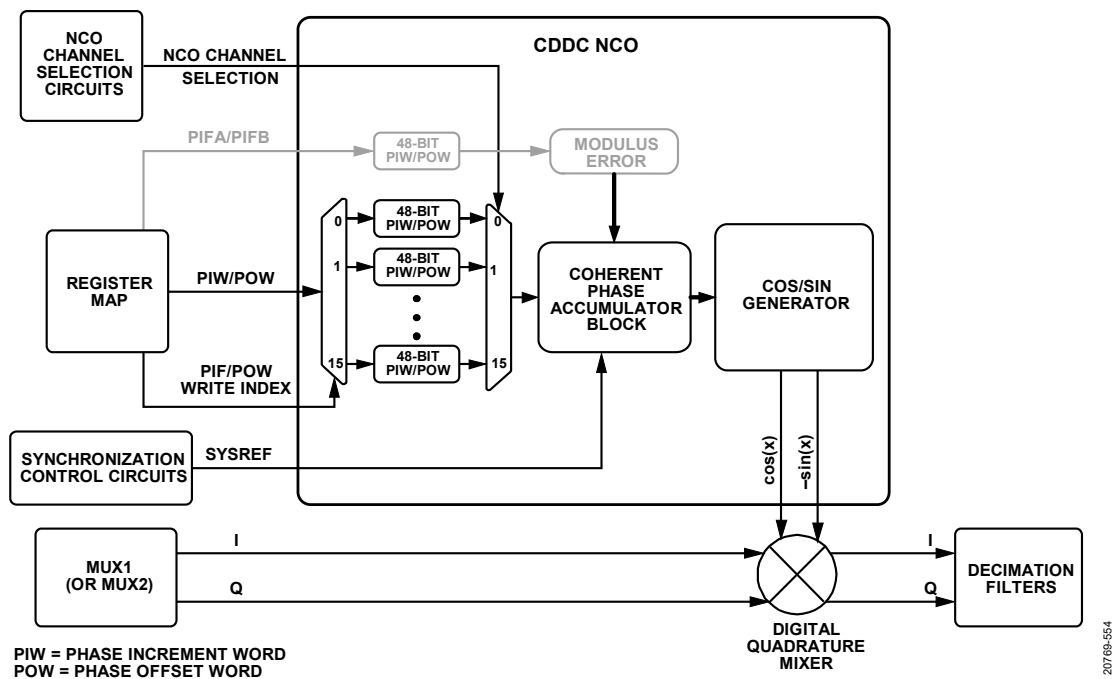 NCO
CHANNEL
SELECTION
CIRCUITS
NCO CHANNEL
SELECTION
CDDC NCO
PIFA/PIFB
48-BIT
PIW/POW
MODULUS
ERROR
REGISTER
MAP
PIW/POW
PIF/POW
WRITE INDEX
0
1
15
48-BIT
PIW/POW
48-BIT
PIW/POW
48-BIT
PIW/POW
0
1
15
COHERENT
PHASE
ACCUMULATOR
BLOCK
COS/SIN
GENERATOR
SYNCHRONIZATION
CONTROL CIRCUITS
SYSREF
cos(x)
–sin(x)
MUX1
(OR MUX2)
I
Q
DIGITAL
QUADRATURE
MIXER
I
Q
DECIMATION
FILTERS
PIW = PHASE INCREMENT WORD
POW = PHASE OFFSET WORD
20769-554